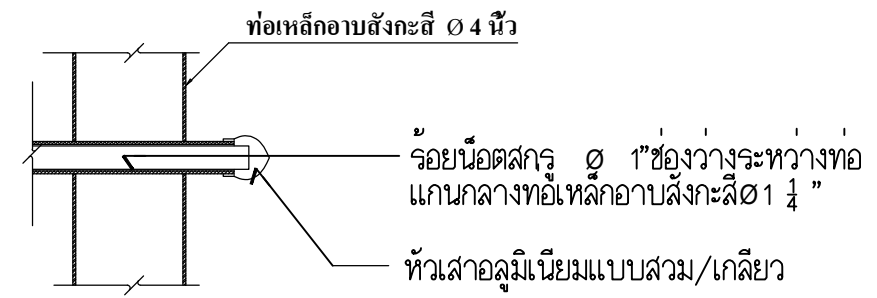 ท่อเหล็กอาบสังกะสี Ø 4 นิ้ว
ร้อยน็อตสกรู Ø 1"ช่องว่างระหว่างท่อ
แกนกลางท่อเหล็กอาบสังกะสีØ1 1/4 "
หัวเสาอลูมิเนียมแบบสวม/เกลียว